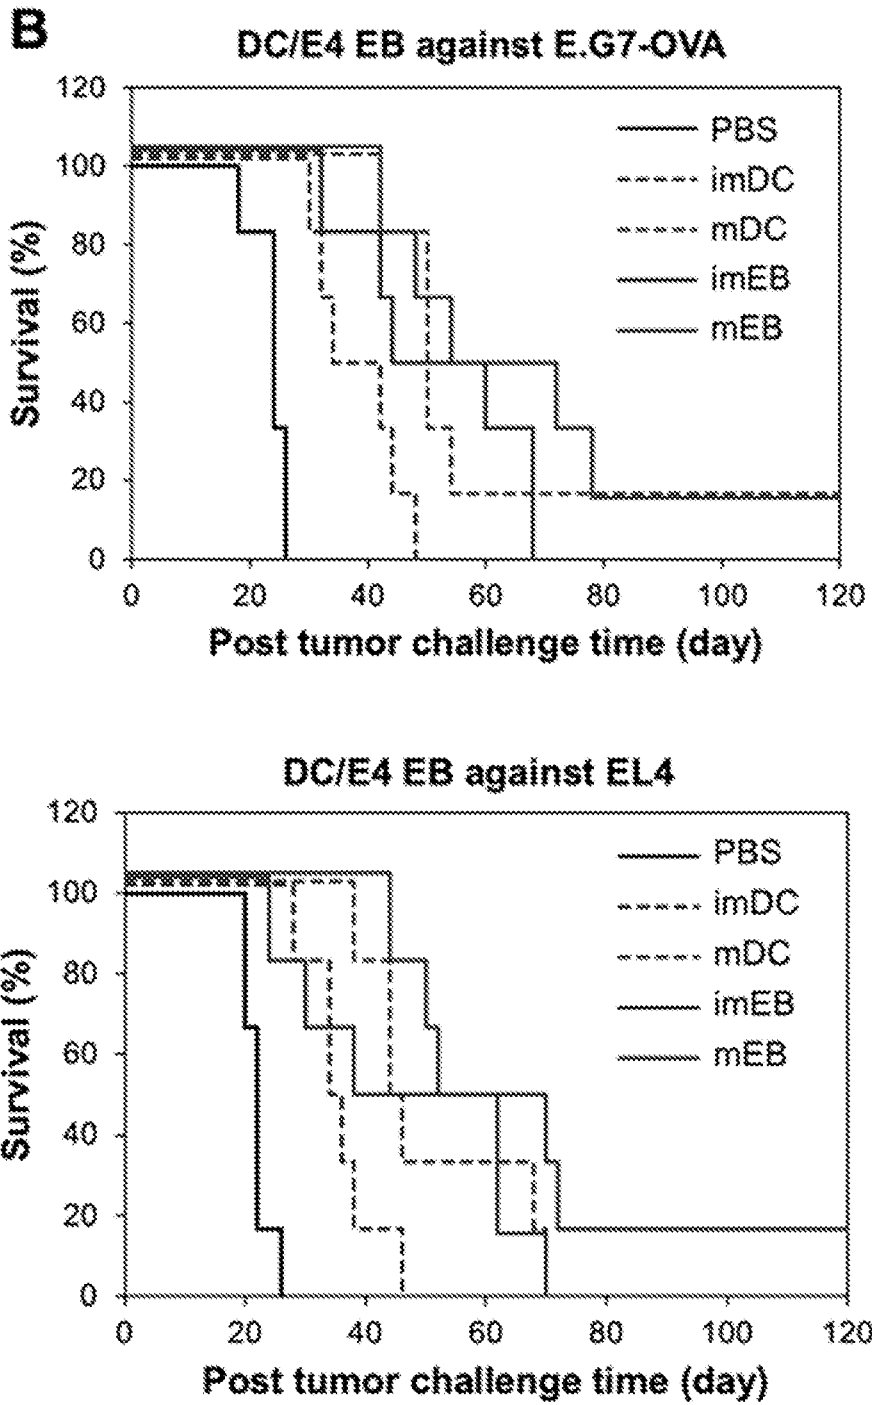 B
DC/E4 EB against E.G7-OVA
120
100
80
60
40
20
0
Survival (%)
PBS
imDC
mDC
imEB
mEB
0 20 40 60 80 100 120
Post tumor challenge time (day)
DC/E4 EB against EL4
120
100
80
60
40
20
0
Survival (%)
PBS
imDC
mDC
imEB
mEB
0 20 40 60 80 100 120
Post tumor challenge time (day)